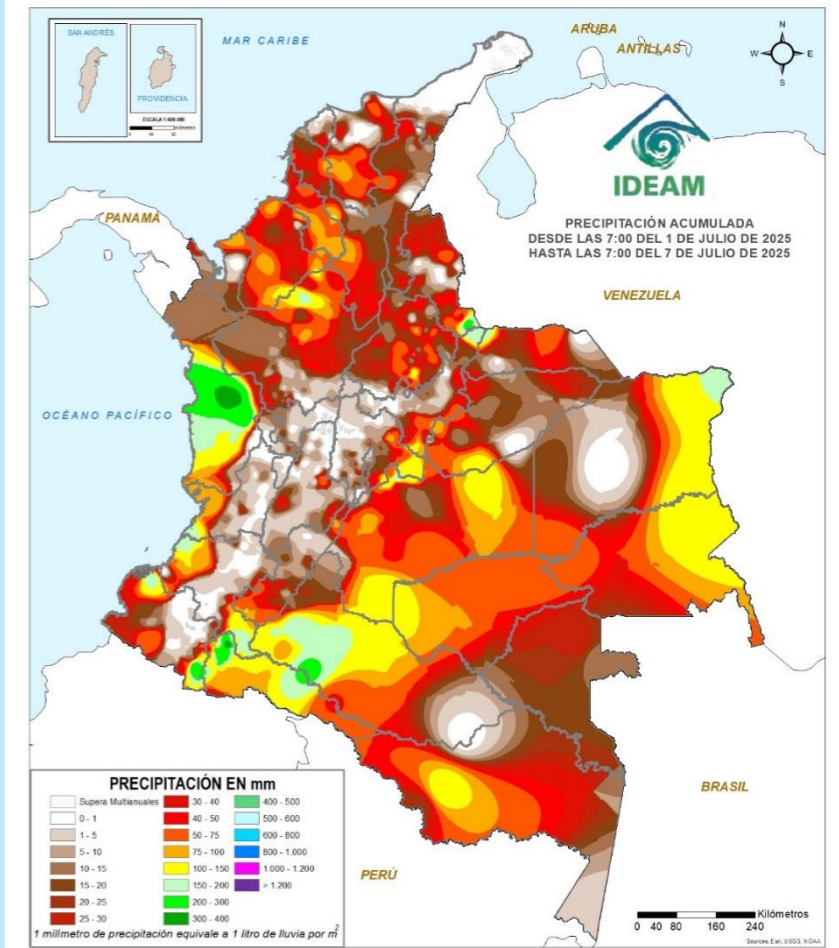 SAN ANDRÉS
PROVIDENCIA
ESCALA 1:400.000
MAR CARIBE
ARUBA
ANTILLAS
N
W
E
S
IDEAM
PANAMÁ
PRECIPITACIÓN ACUMULADA
DESDE LAS 7:00 DEL 1 DE JULIO DE 2025
HASTA LAS 7:00 DEL 7 DE JULIO DE 2025
VENEZUELA
OCÉANO PACÍFICO
BRASIL
PERÚ
PRECIPITACIÓN EN mm
Supera Multianuales
0 - 1
1 - 5
5 - 10
10 - 15
15 - 20
20 - 25
25 - 30
30 - 40
40 - 50
50 - 75
75 - 100
100 - 150
150 - 200
200 - 300
300 - 400
400 - 500
500 - 600
600 - 800
800 - 1.000
1.000 - 1.200
> 1.200
1 milímetro de precipitación equivale a 1 litro de lluvia por m²
Kilómetros
0 40 80 160 240
Sources: Esri, USGS, NOAA